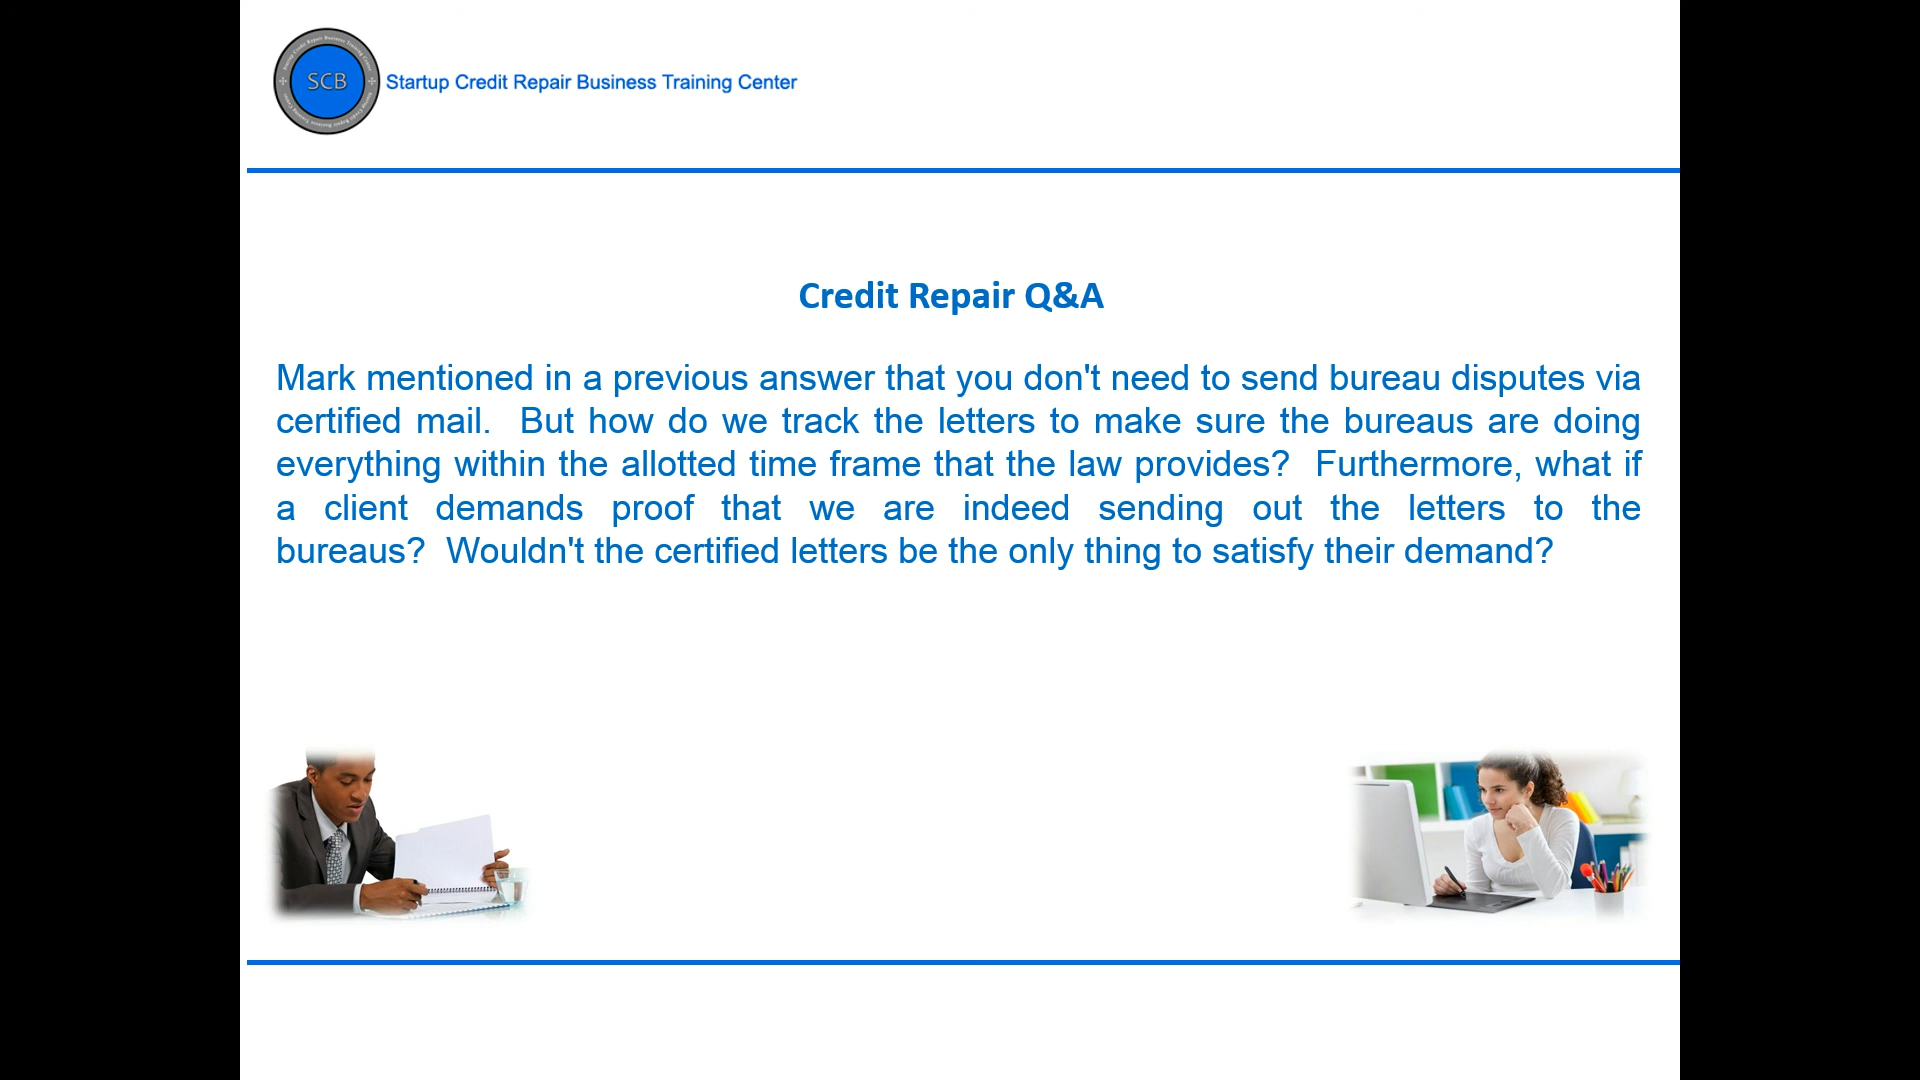 SCB
Startup Credit Repair Business Training Center
Credit Repair Q&A
Mark mentioned in a previous answer that you don't need to send bureau disputes via
certified mail.  But how do we track the letters to make sure the bureaus are doing
everything within the allotted time frame that the law provides?  Furthermore, what if
a client demands proof that we are indeed sending out the letters to the
bureaus?  Wouldn't the certified letters be the only thing to satisfy their demand?